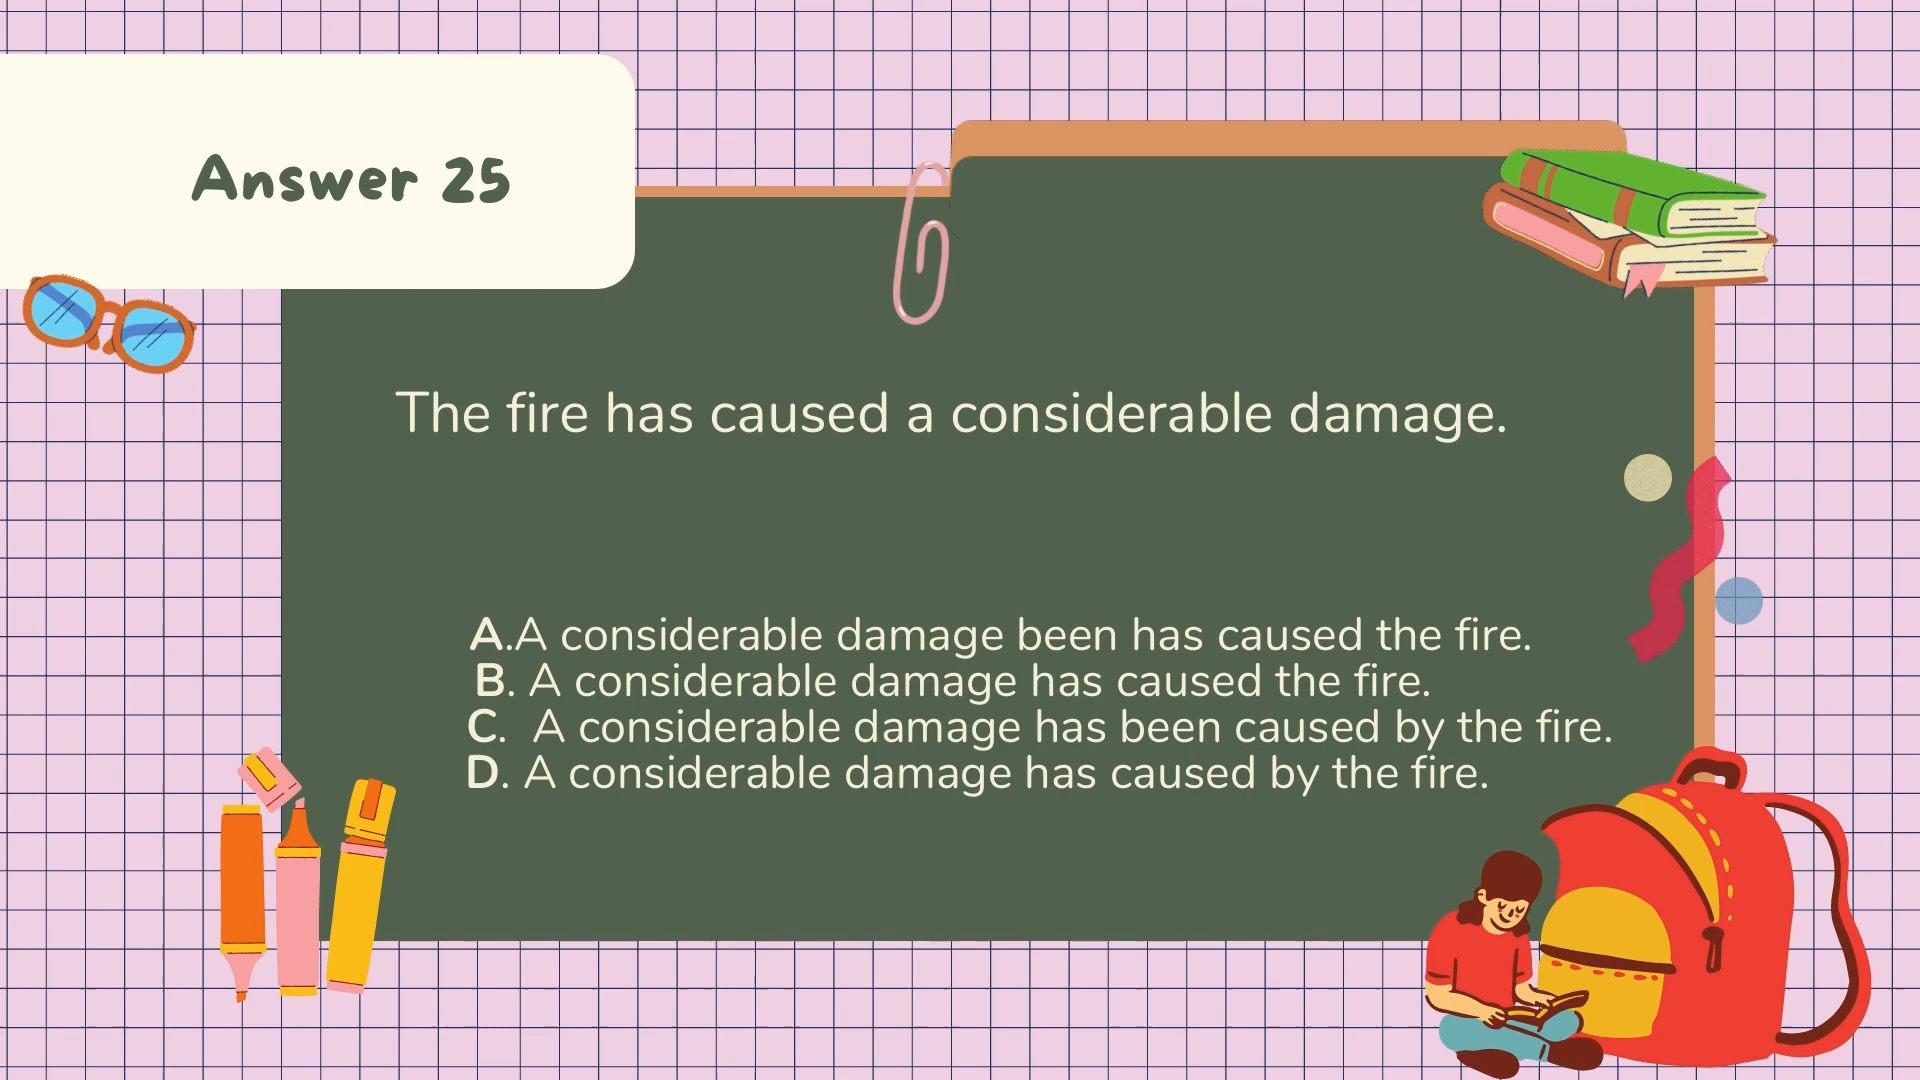 Answer 25
The fire has caused a considerable damage.
A.A considerable damage been has caused the fire.
B. A considerable damage has caused the fire.
C. A considerable damage has been caused by the fire.
D. A considerable damage has caused by the fire.